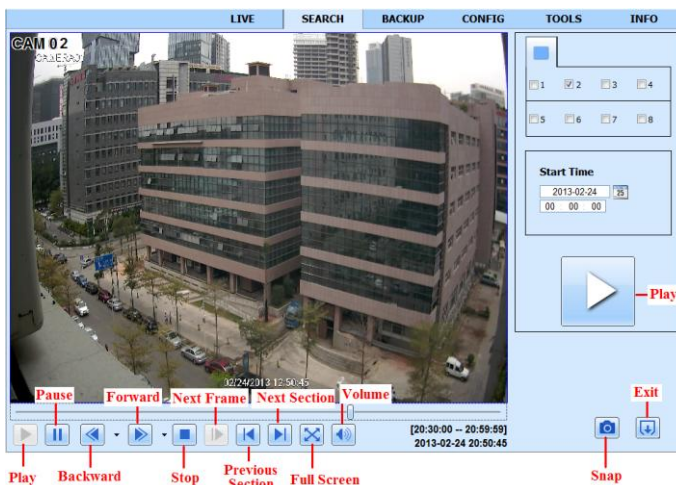 LIVE SEARCH BACKUP CONFIG TOOLS INFO
CAM 02
1 2 3 4
5 6 7 8
Start Time
2013-02-24 25
00 : 00 : 00
Play
02/24/2013 12:50:45
Pause Forward Next Frame Next Section Volume Exit
[20:30:00 -- 20:59:59]
2013-02-24 20:50:45
Play Backward Stop Previous Section Full Screen Snap